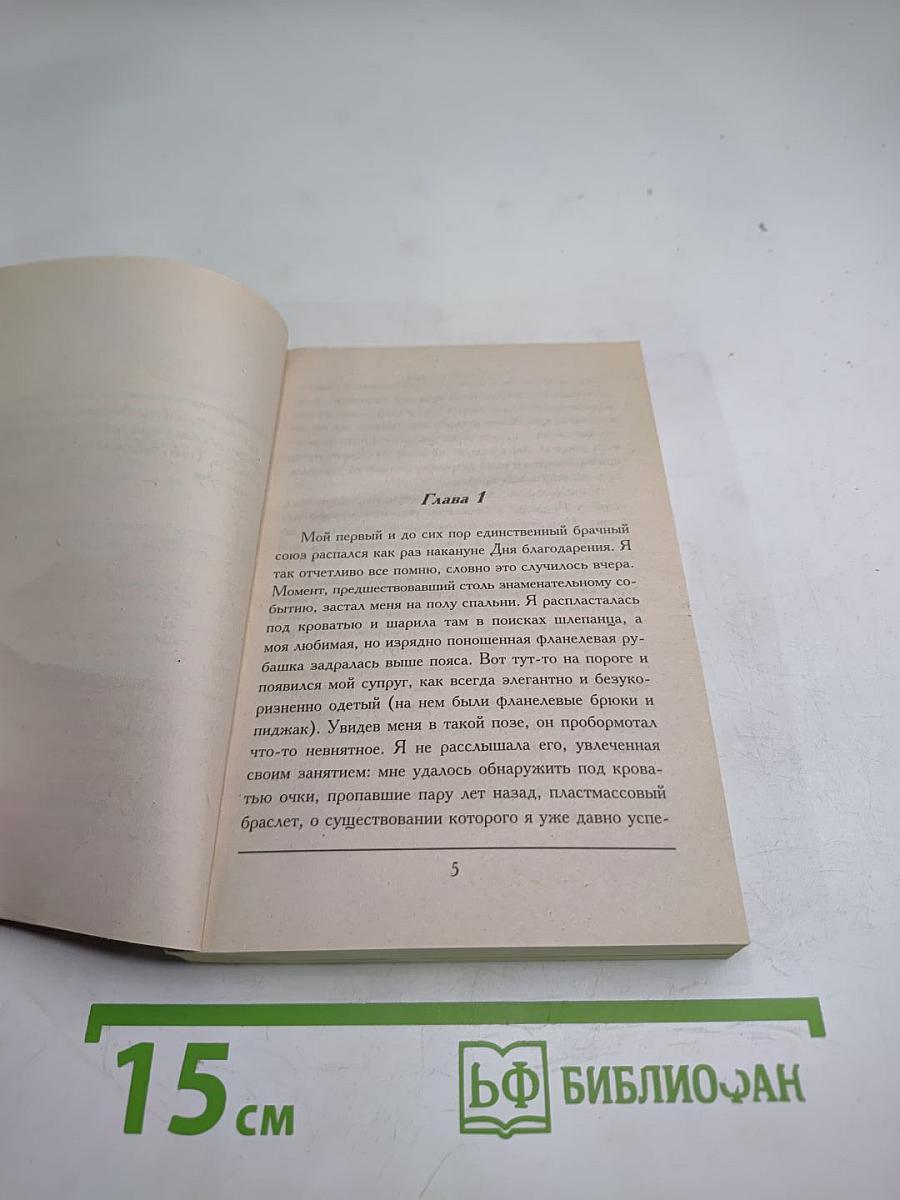 Глава 1
Мой первый и до сих пор единственный брачный
союз распался как раз накануне Дня благодарения. Я
так отчетливо все помню, словно это случилось вчера.
Момент, предшествовавший столь знаменательному со-
бытию, застал меня на полу спальни. Я распласталась
под кроватью и шарила там в поисках шлепанца, а
моя любимая, но изрядно поношенная фланелевая ру-
башка задралась выше пояса. Вот тут-то на пороге и
появился мой супруг, как всегда элегантно и безуко-
ризненно одетый (на нем были фланелевые брюки и
пиджак). Увидев меня в такой позе, он пробормотал
что-то невнятное. Я не расслышала его, увлеченная
своим занятием: мне удалось обнаружить под крова-
тью очки, пропавшие пару лет назад, пластмассовый
браслет, о существовании которого я уже давно успе-
5
15 см
БФ БИБЛИОФАН